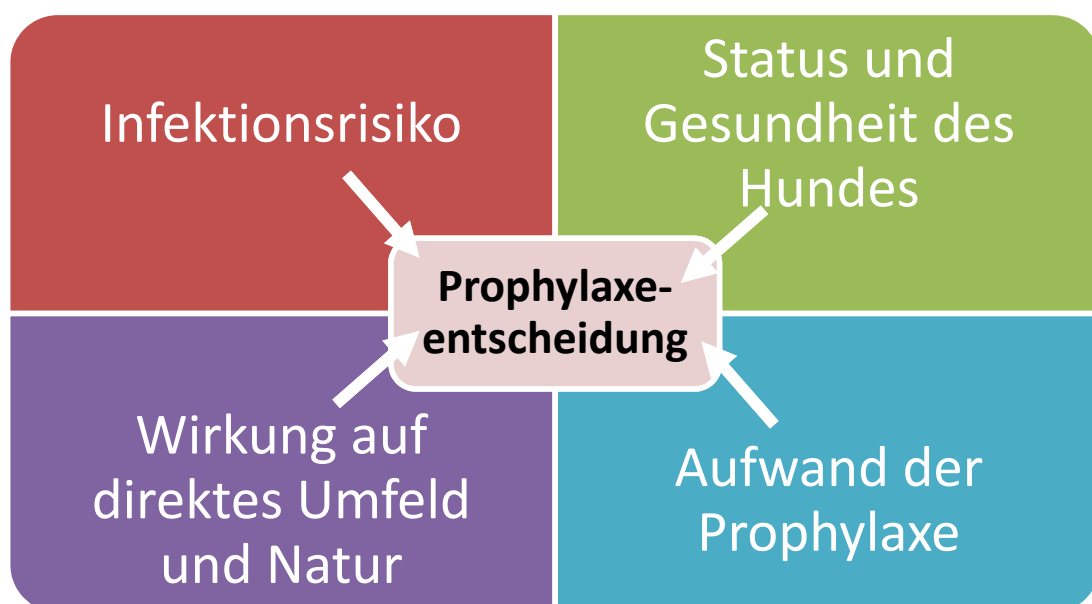 Infektionsrisiko
Status und
Gesundheit des
Hundes
Prophylaxe-
entscheidung
Wirkung auf
direktes Umfeld
und Natur
Aufwand der
Prophylaxe